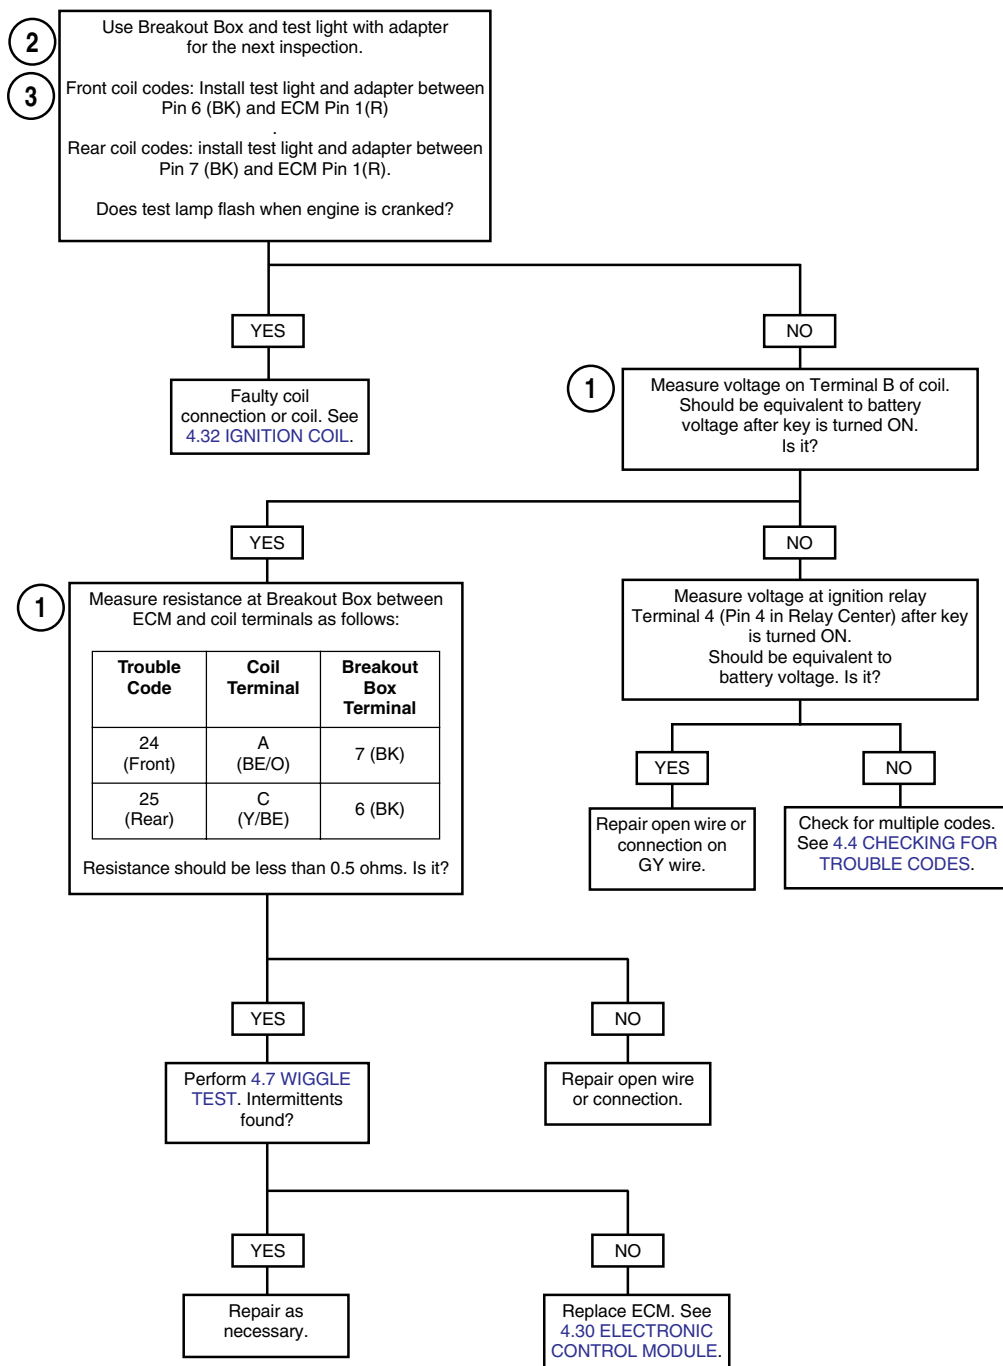 2
Use Breakout Box and test light with adapter
for the next inspection.
3
Front coil codes: Install test light and adapter between
Pin 6 (BK) and ECM Pin 1(R)
.
Rear coil codes: install test light and adapter between
Pin 7 (BK) and ECM Pin 1(R).
Does test lamp flash when engine is cranked?
YES
NO
Faulty coil
connection or coil. See
4.32 IGNITION COIL.
1
Measure voltage on Terminal B of coil.
Should be equivalent to battery
voltage after key is turned ON.
Is it?
YES
NO
1
Measure resistance at Breakout Box between
ECM and coil terminals as follows:
Trouble
Code
Coil
Terminal
Breakout
Box
Terminal
24
(Front)
A
(BE/O)
7 (BK)
25
(Rear)
C
(Y/BE)
6 (BK)
Resistance should be less than 0.5 ohms. Is it?
Measure voltage at ignition relay
Terminal 4 (Pin 4 in Relay Center) after key
is turned ON.
Should be equivalent to
battery voltage. Is it?
YES
NO
Repair open wire or
connection on
GY wire.
Check for multiple codes.
See 4.4 CHECKING FOR
TROUBLE CODES.
YES
NO
Perform 4.7 WIGGLE
TEST. Intermittents
found?
Repair open wire
or connection.
YES
NO
Repair as
necessary.
Replace ECM. See
4.30 ELECTRONIC
CONTROL MODULE.